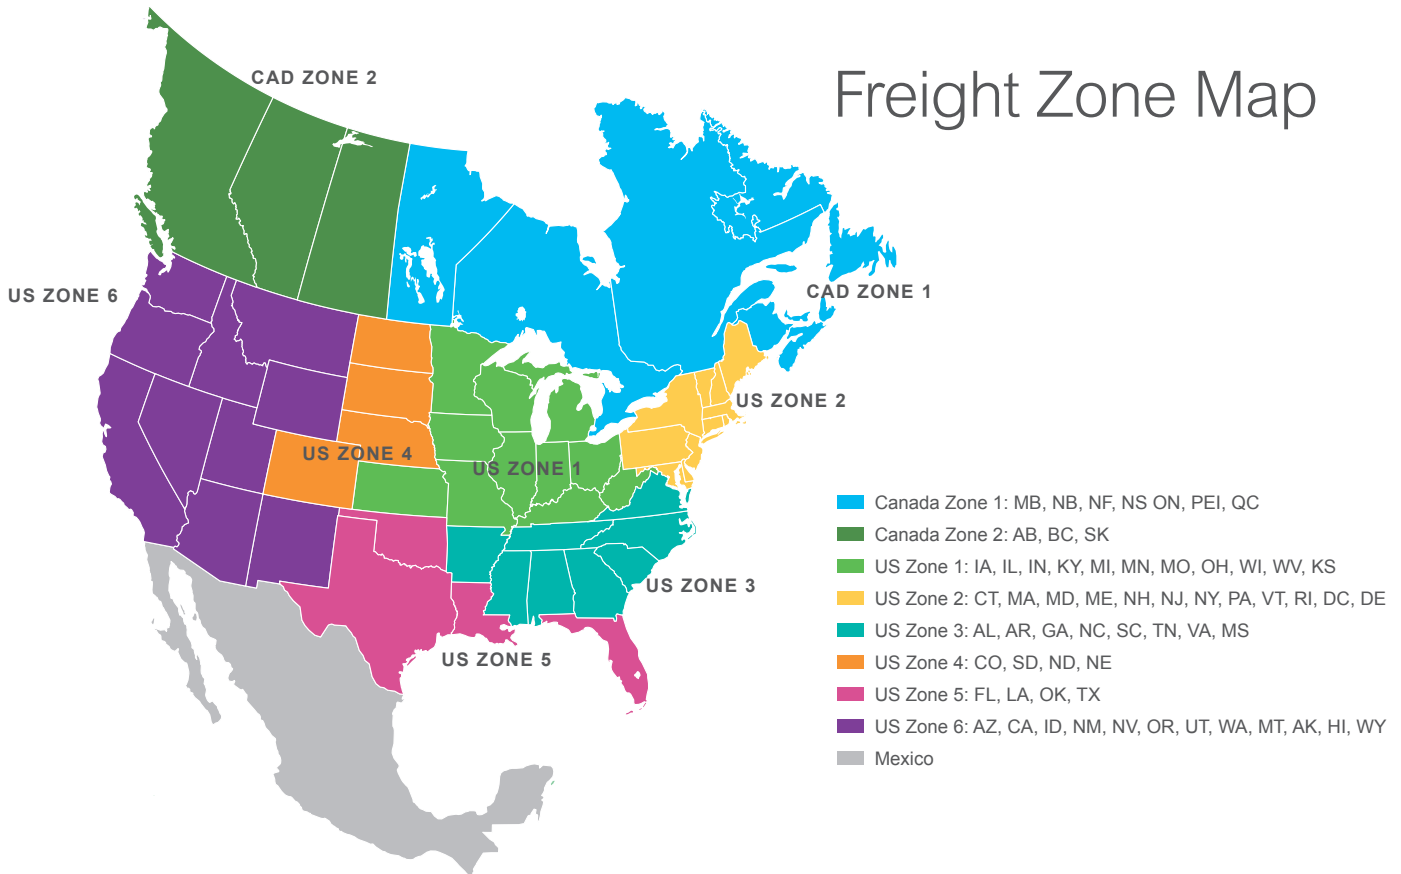 Freight Zone Map
CAD ZONE 2
US ZONE 6
CAD ZONE 1
US ZONE 2
US ZONE 4
US ZONE 1
US ZONE 3
US ZONE 5
Canada Zone 1: MB, NB, NF, NS ON, PEI, QC
Canada Zone 2: AB, BC, SK
US Zone 1: IA, IL, IN, KY, MI, MN, MO, OH, WI, WV, KS
US Zone 2: CT, MA, MD, ME, NH, NJ, NY, PA, VT, RI, DC, DE
US Zone 3: AL, AR, GA, NC, SC, TN, VA, MS
US Zone 4: CO, SD, ND, NE
US Zone 5: FL, LA, OK, TX
US Zone 6: AZ, CA, ID, NM, NV, OR, UT, WA, MT, AK, HI, WY
Mexico